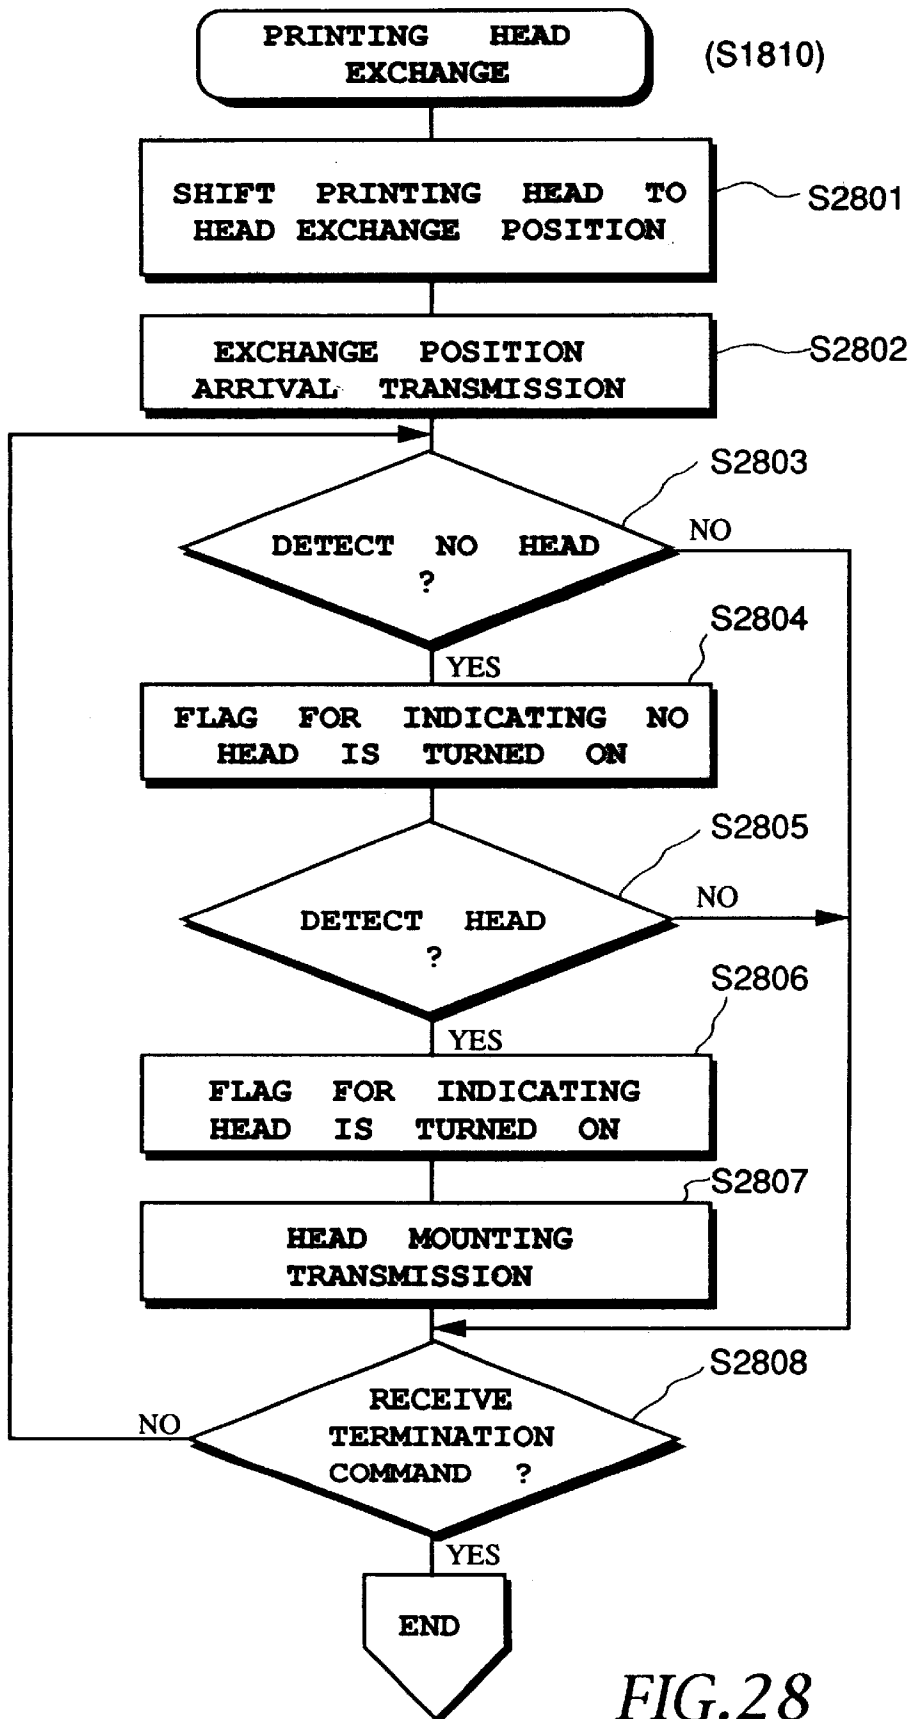 PRINTING HEAD
EXCHANGE
(S1810)
SHIFT PRINTING HEAD TO
HEAD EXCHANGE POSITION
S2801
EXCHANGE POSITION
ARRIVAL TRANSMISSION
S2802
S2803
DETECT NO HEAD
?
NO
YES
S2804
FLAG FOR INDICATING NO
HEAD IS TURNED ON
S2805
DETECT HEAD
?
NO
YES
S2806
FLAG FOR INDICATING
HEAD IS TURNED ON
S2807
HEAD MOUNTING
TRANSMISSION
S2808
RECEIVE
TERMINATION
COMMAND ?
NO
YES
END
FIG.28